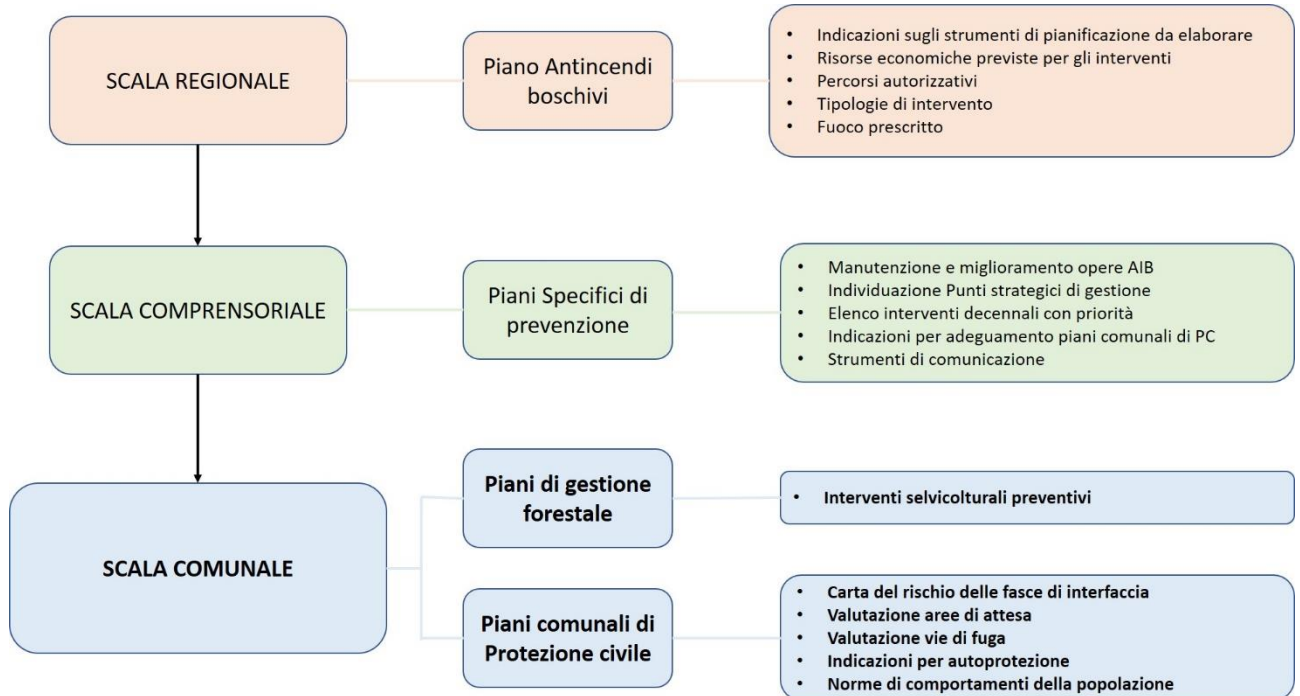 SCALA REGIONALE
Piano Antincendi
boschivi
• Indicazioni sugli strumenti di pianificazione da elaborare
• Risorse economiche previste per gli interventi
• Percorsi autorizzativi
• Tipologie di intervento
• Fuoco prescritto
SCALA COMPRENSORIALE
Piani Specifici di
prevenzione
• Manutenzione e miglioramento opere AIB
• Individuazione Punti strategici di gestione
• Elenco interventi decennali con priorità
• Indicazioni per adeguamento piani comunali di PC
• Strumenti di comunicazione
SCALA COMUNALE
Piani di gestione
forestale
• Interventi selvicolturali preventivi
Piani comunali di
Protezione civile
• Carta del rischio delle fasce di interfaccia
• Valutazione aree di attesa
• Valutazione vie di fuga
• Indicazioni per autoprotezione
• Norme di comportamenti della popolazione